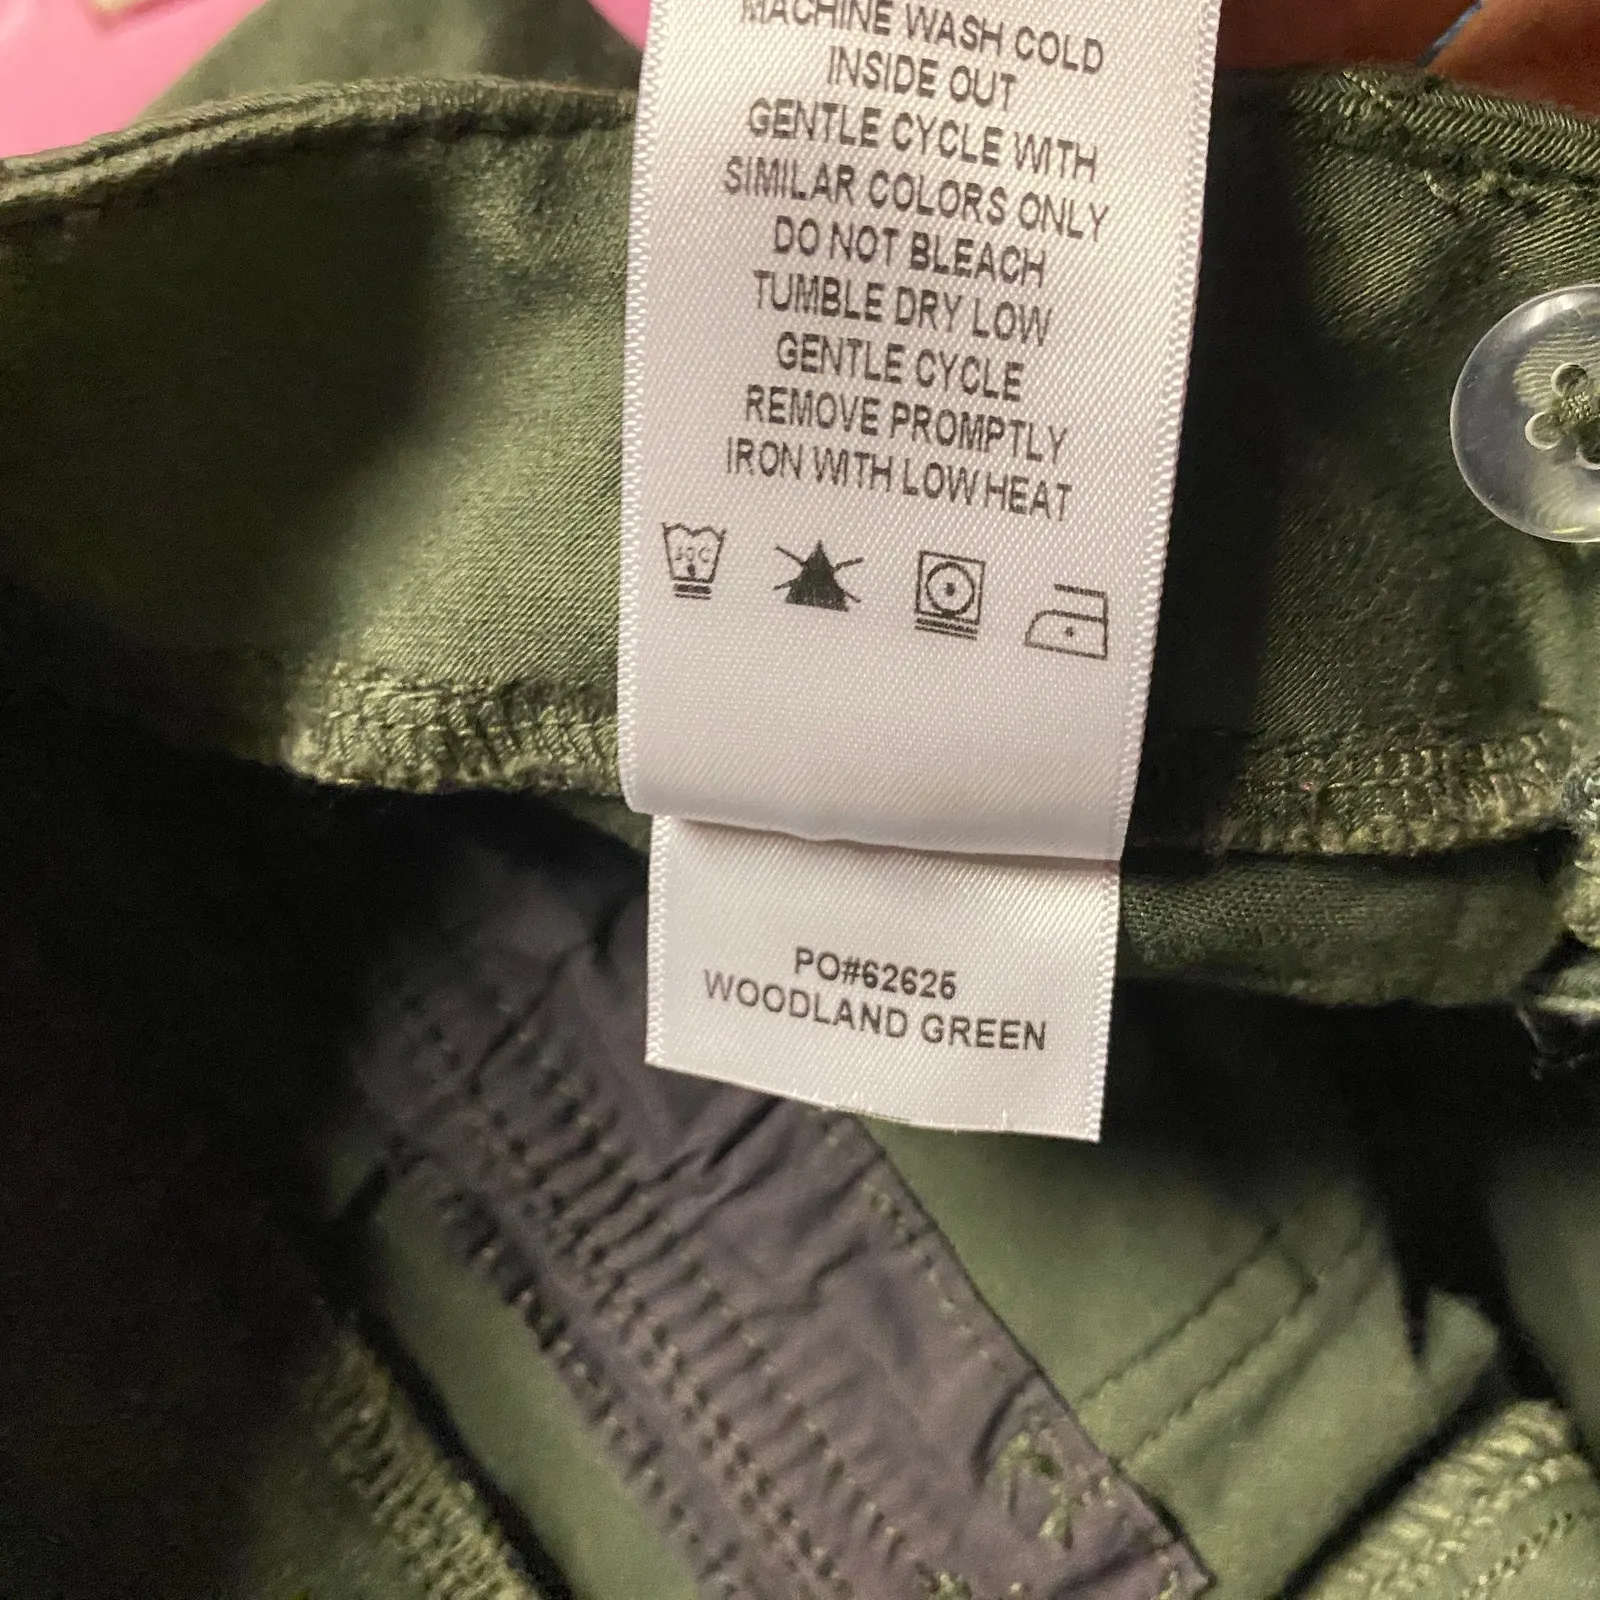 MACHINE WASH COLD
INSIDE OUT
GENTLE CYCLE WITH
SIMILAR COLORS ONLY
DO NOT BLEACH
TUMBLE DRY LOW
GENTLE CYCLE
REMOVE PROMPTLY
IRON WITH LOW HEAT
PO#62626
WOODLAND GREEN